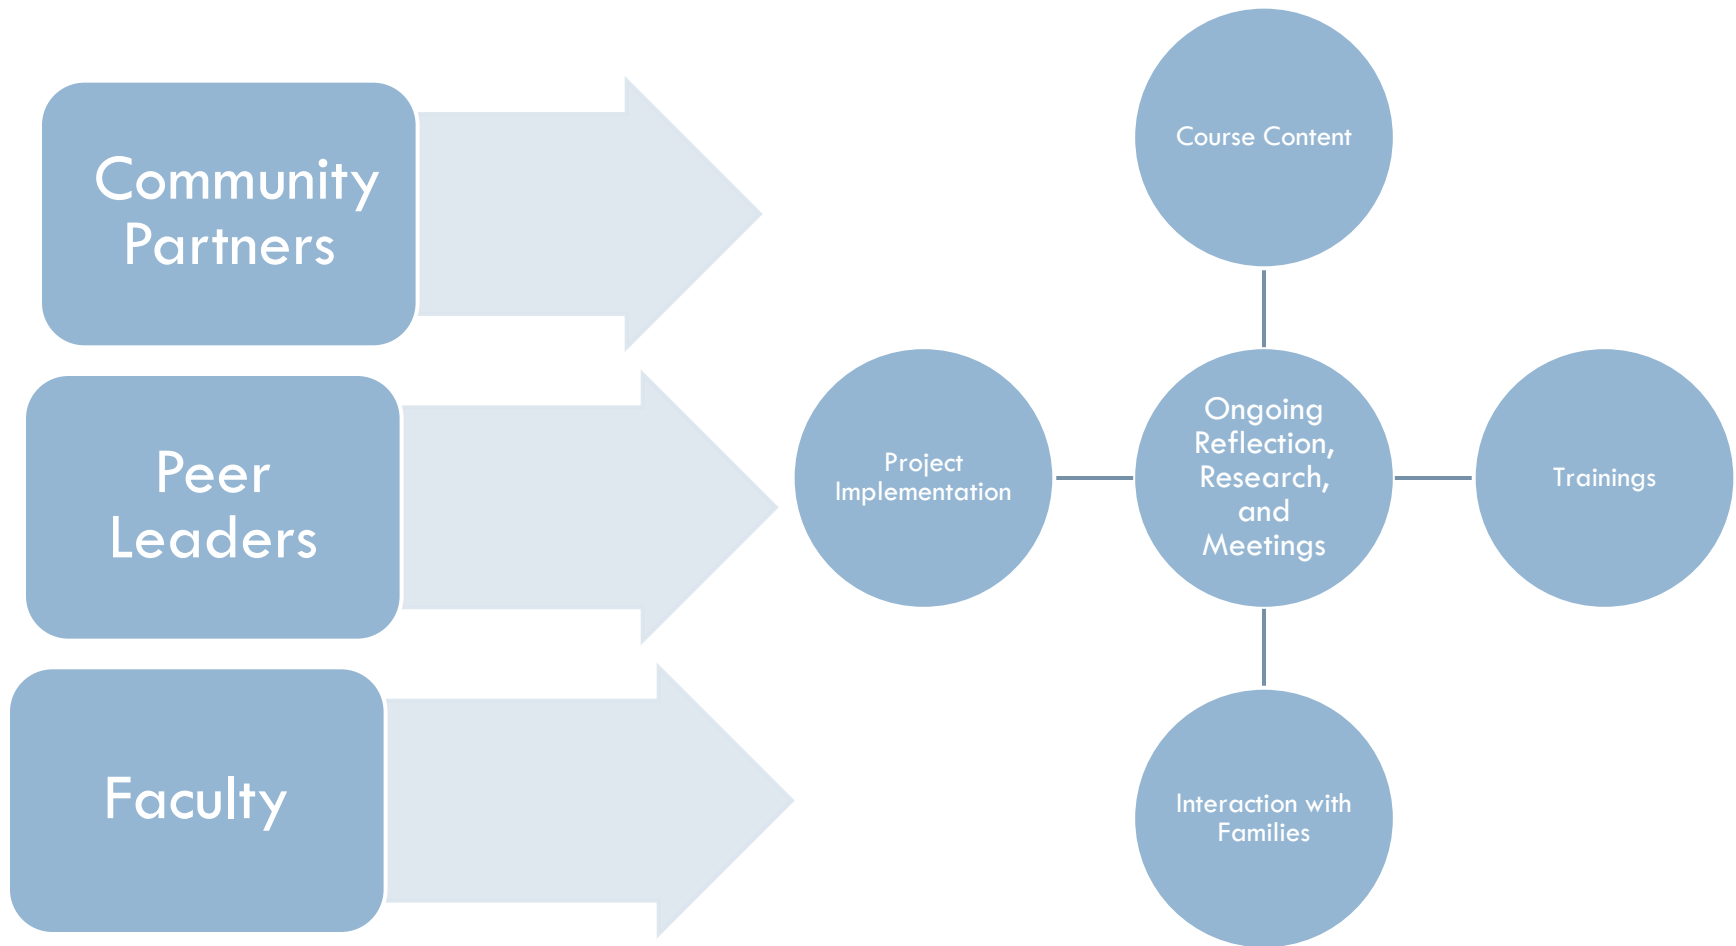 Community
Partners
Peer
Leaders
Faculty
Course Content
Project
Implementation
Ongoing
Reflection,
Research,
and
Meetings
Trainings
Interaction with
Families